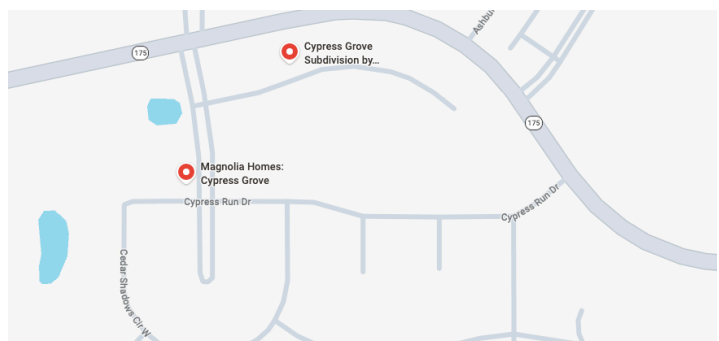 Ashbu
175
Cypress Grove
Subdivision by...
175
Magnolia Homes:
Cypress Grove
Cypress Run Dr
Cypress Run Dr
Cedar Shadows Cir W